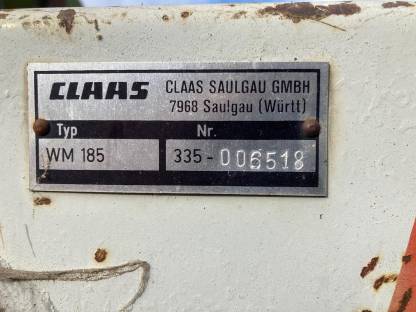 CLAAS CLAAS SAULGAU GMBH
7968 Saulgau (Württ)
Typ Nr.
WM 185 335-006518